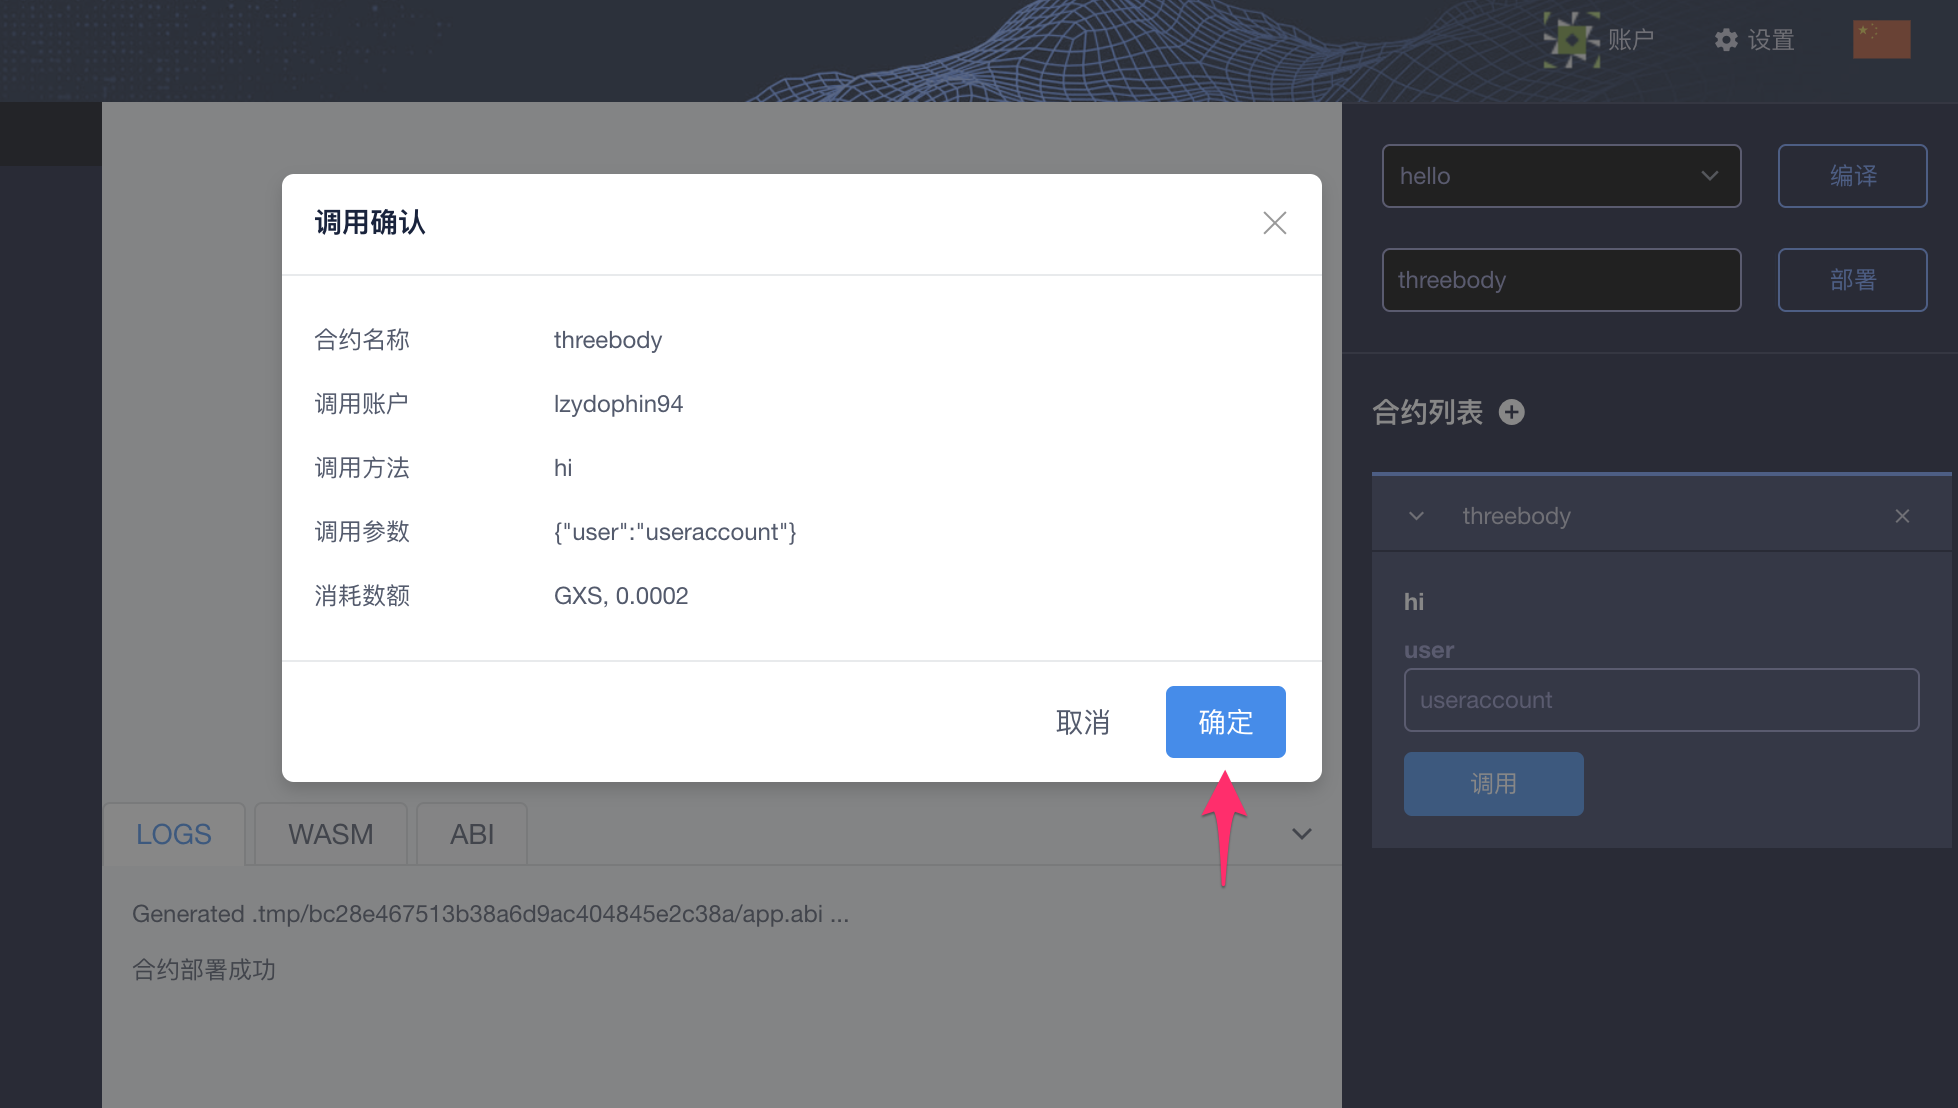 账户
设置
hello
编译
threebody
部署
调用确认
合约名称 threebody
调用账户 lzydophin94
调用方法 hi
调用参数 {"user":"useraccount"}
消耗数额 GXS, 0.0002
取消
确定
合约列表
threebody
hi
user
useraccount
调用
LOGS
WASM
ABI
Generated .tmp/bc28e467513b38a6d9ac404845e2c38a/app.abi ...
合约部署成功